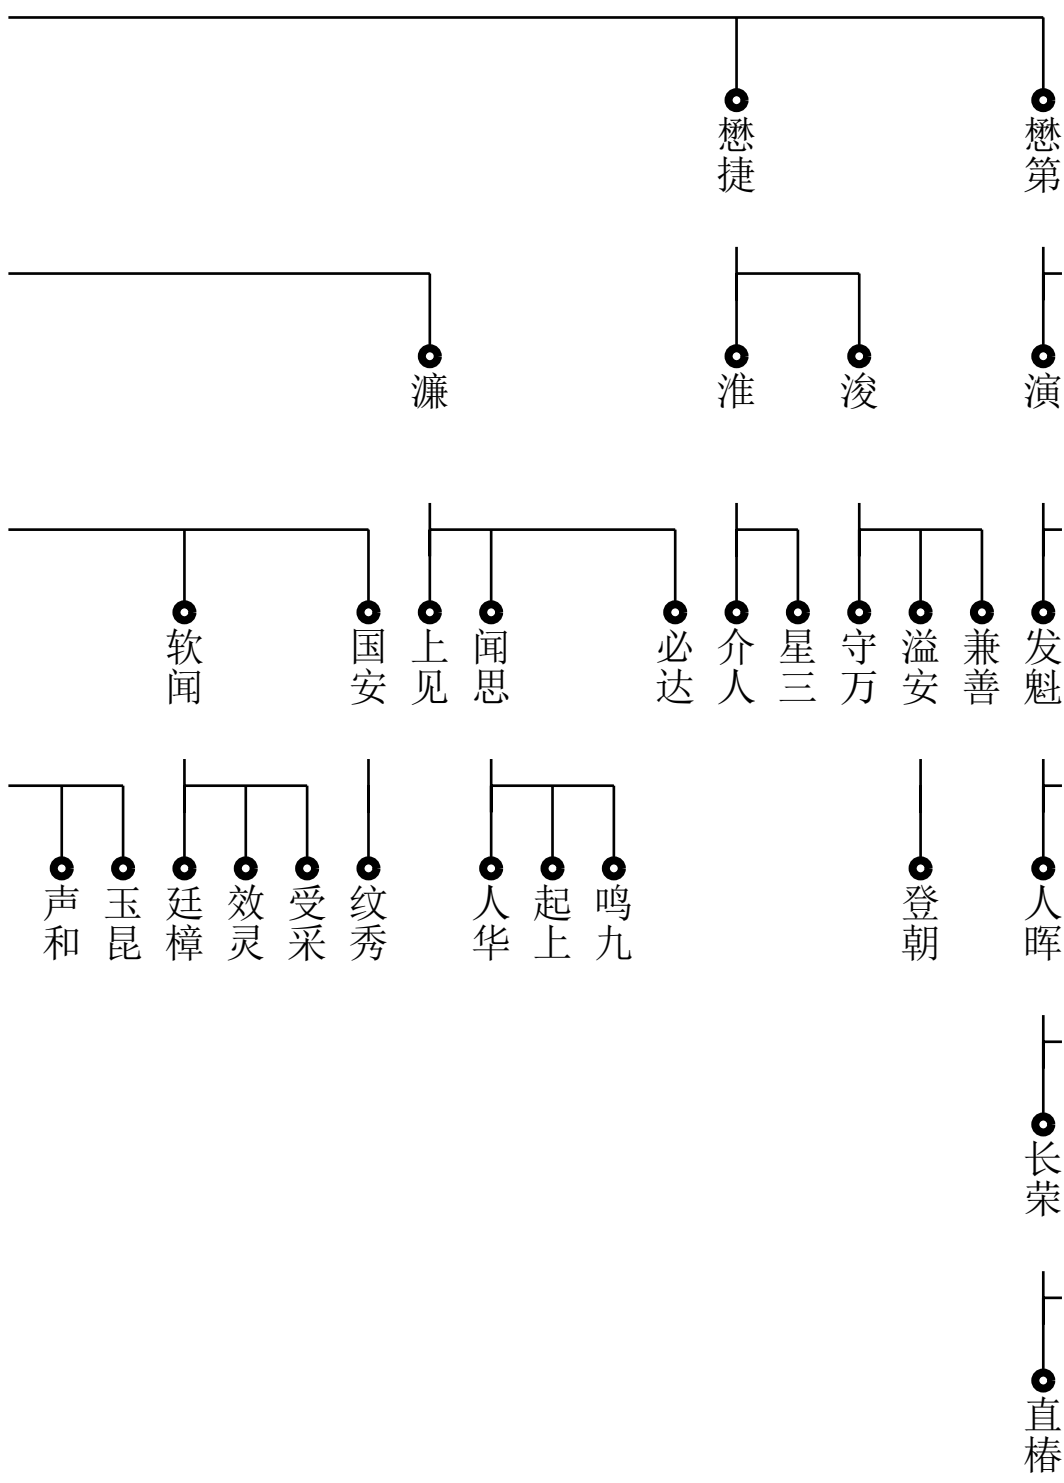 懋捷
懋第
濂
淮
浚
演
软闻
国安
上见
闻思
必达
介人
星三
守万
溢安
兼善
发魁
声和
玉昆
廷樟
效灵
受采
纹秀
人华
起上
鸣九
登朝
人晖
长荣
直椿